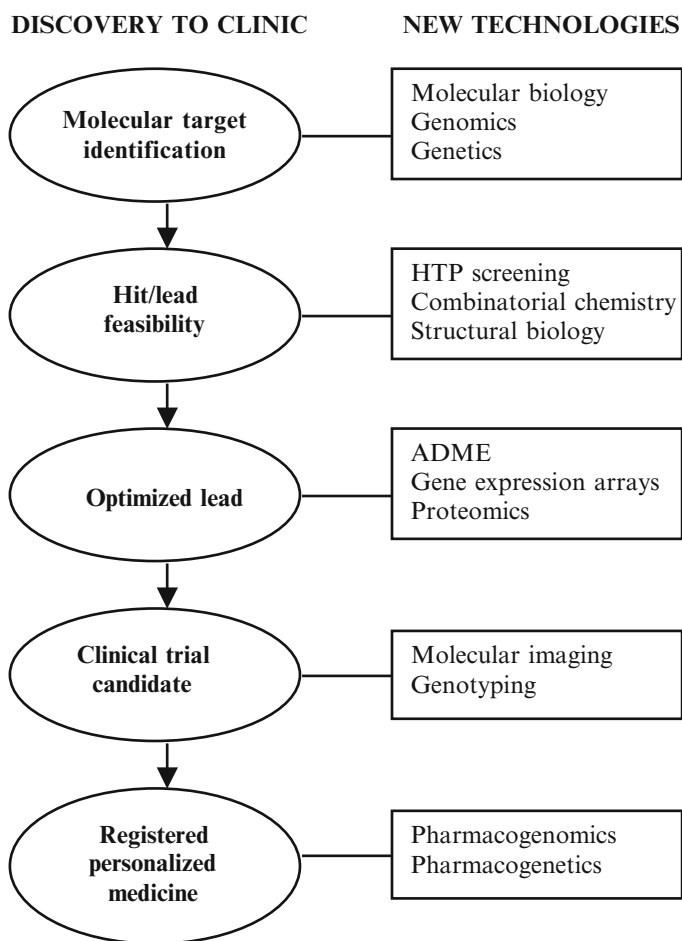 DISCOVERY TO CLINIC
NEW TECHNOLOGIES
Molecular target
identification
Molecular biology
Genomics
Genetics
Hit/lead
feasibility
HTP screening
Combinatorial chemistry
Structural biology
Optimized lead
ADME
Gene expression arrays
Proteomics
Clinical trial
candidate
Molecular imaging
Genotyping
Registered
personalized
medicine
Pharmacogenomics
Pharmacogenetics